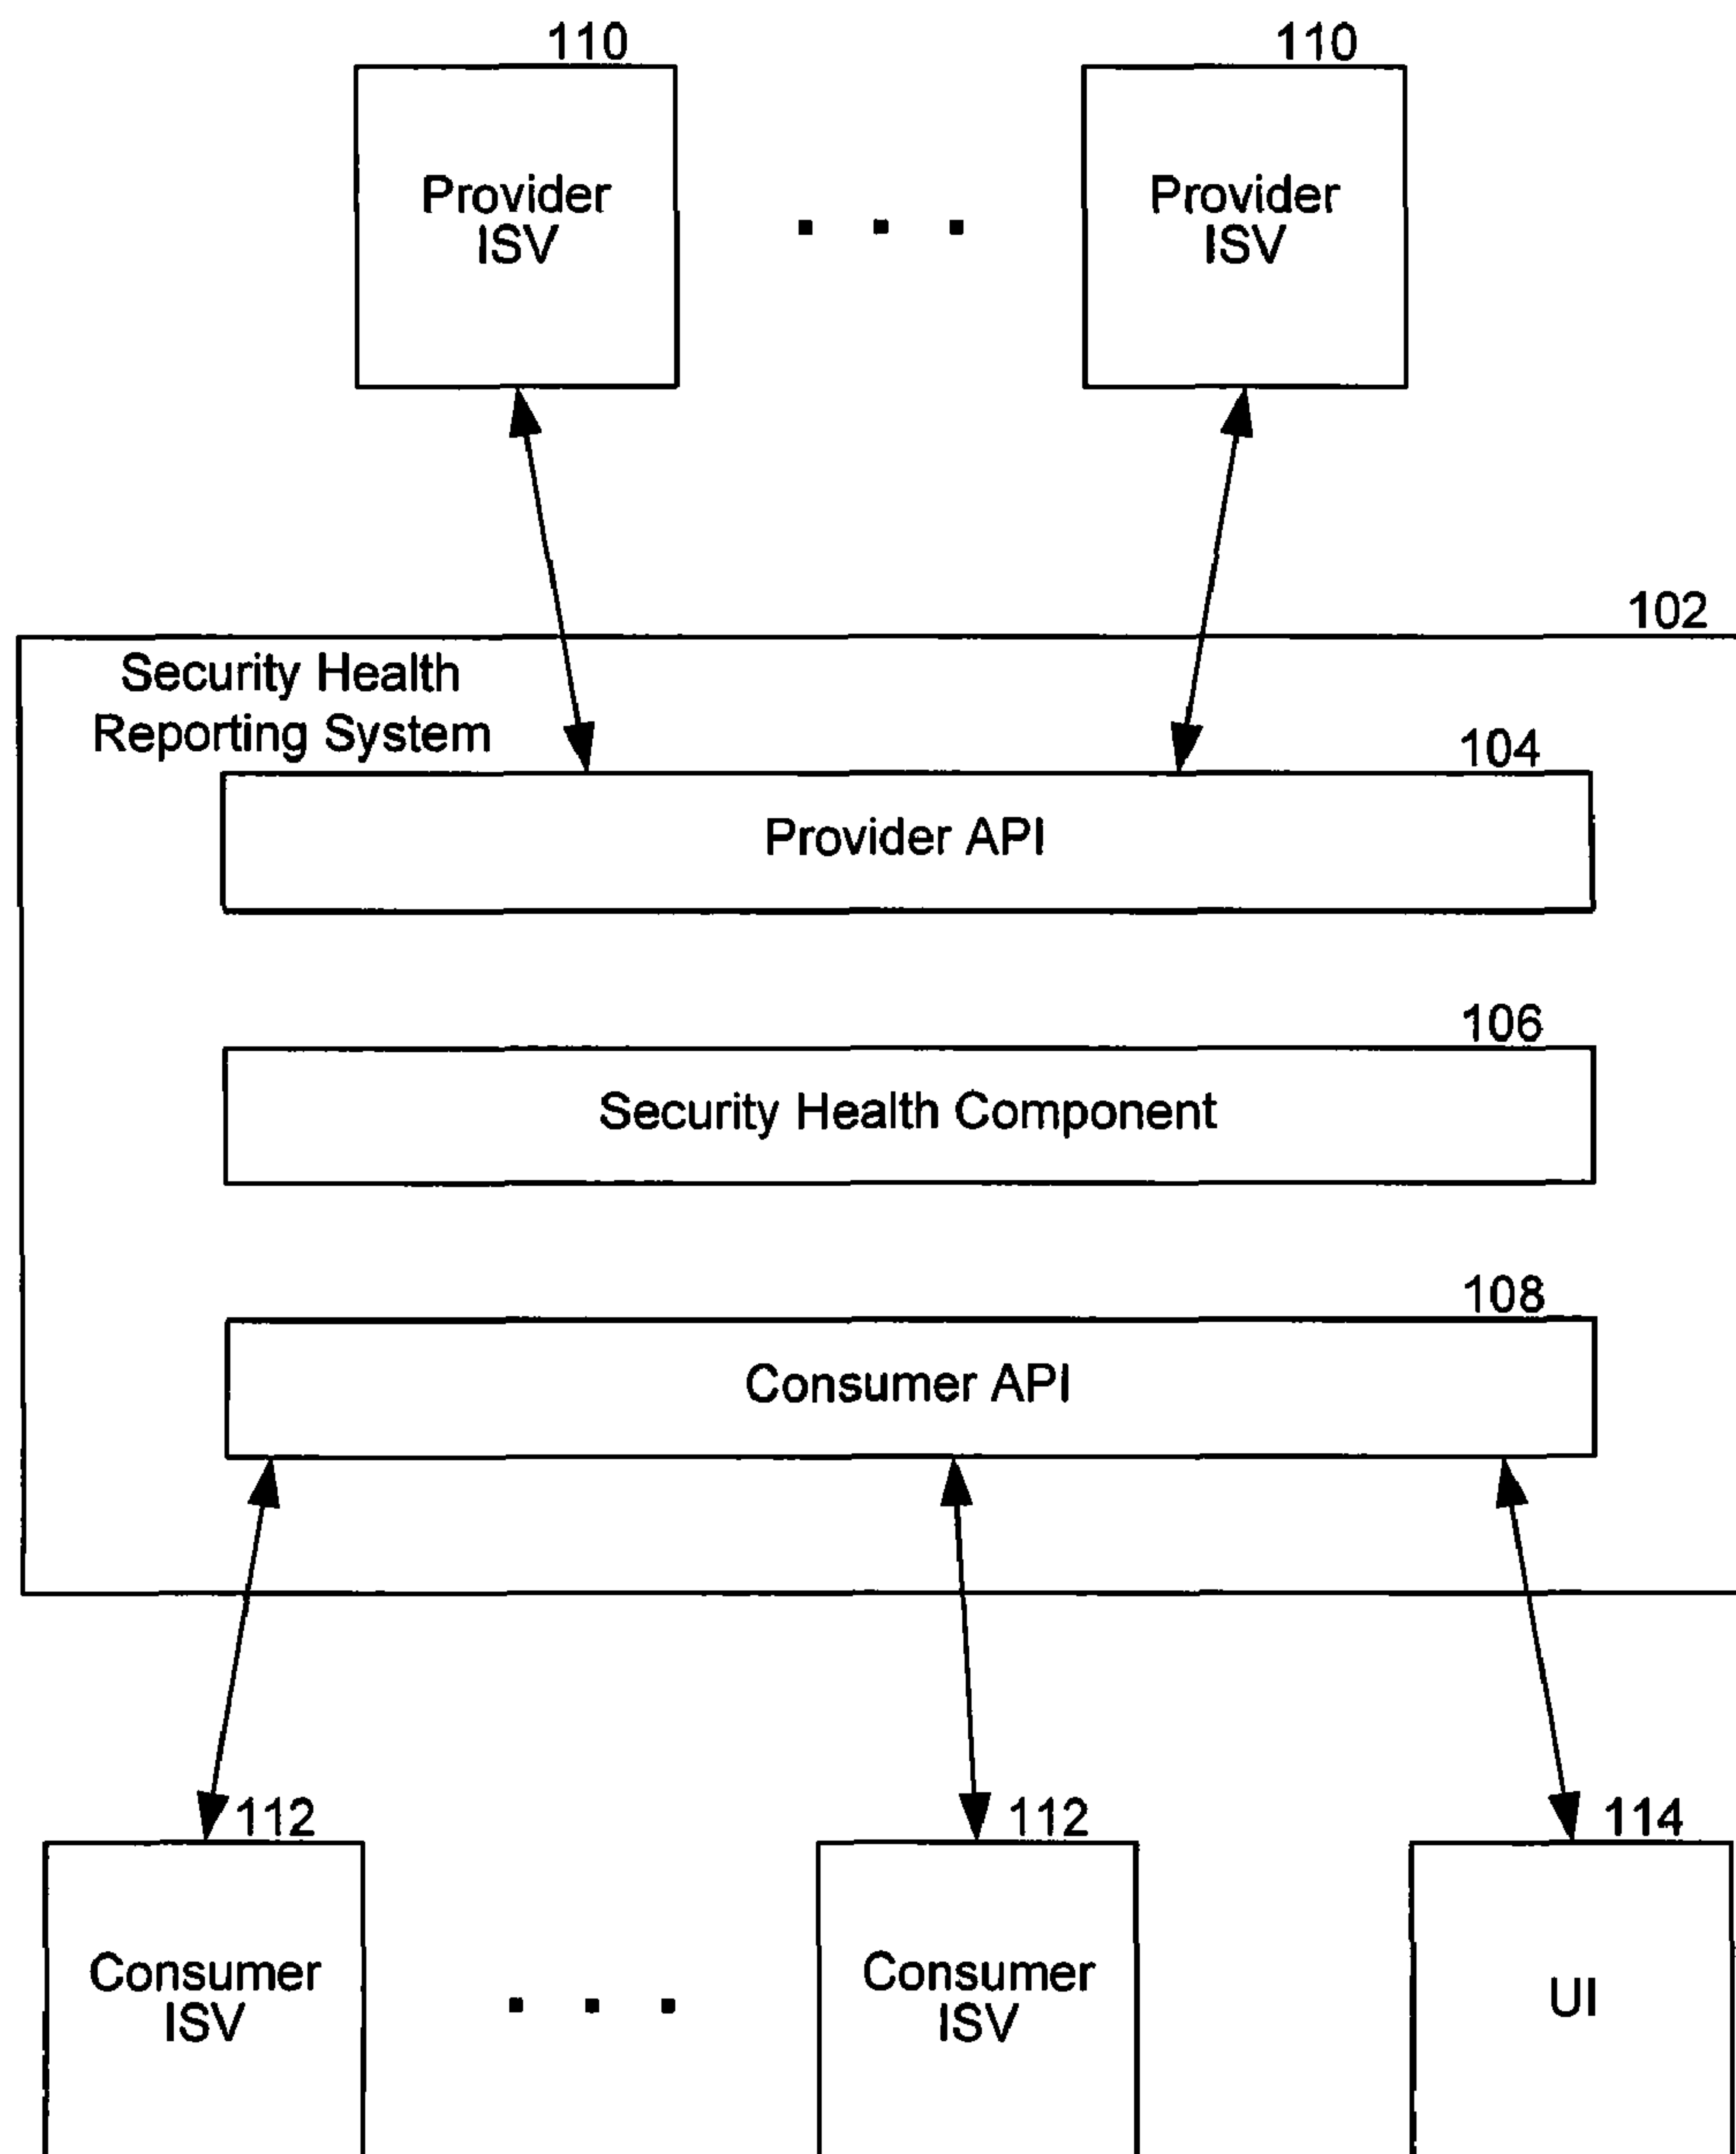 110
110
Provider
ISV
. . .
Provider
ISV
102
Security Health
Reporting System
104
Provider API
106
Security Health Component
108
Consumer API
112
112
114
Consumer
ISV
. . .
Consumer
ISV
UI